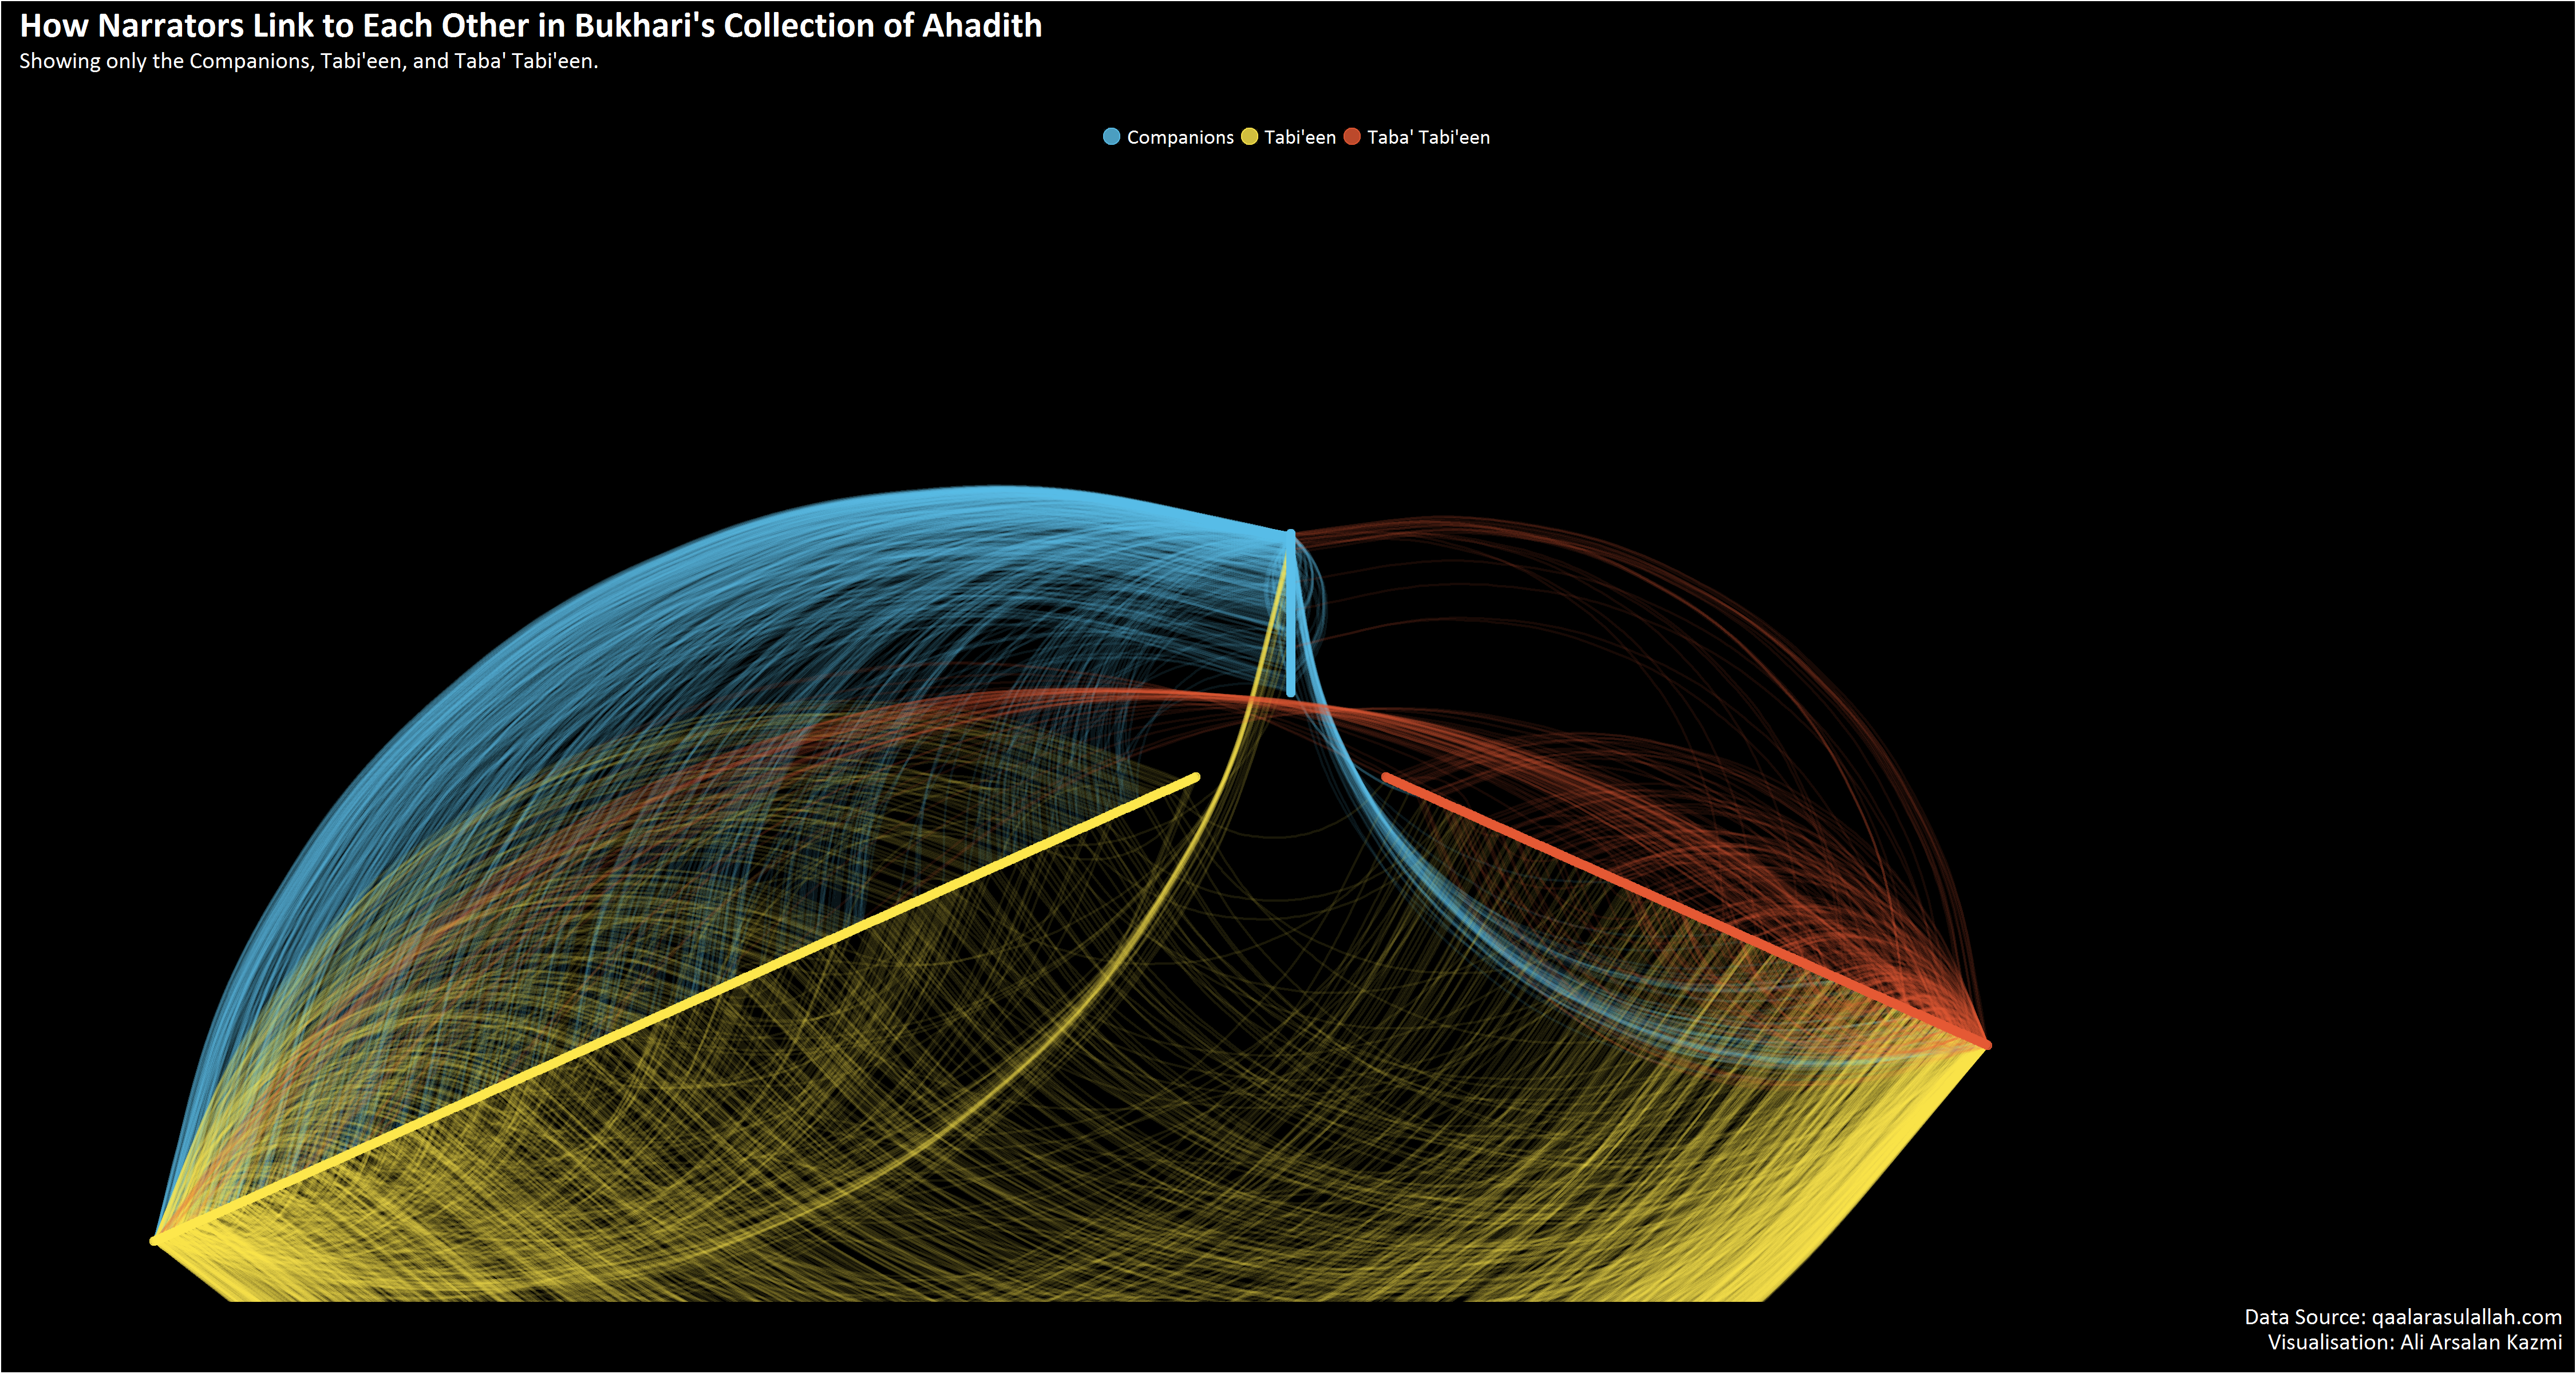 How Narrators Link to Each Other in Bukhari's Collection of Ahadith
Showing only the Companions, Tabi'een, and Taba' Tabi'een.
Companions Tabi'een Taba' Tabi'een
Data Source: qaalarasulallah.com
Visualisation: Ali Arsalan Kazmi